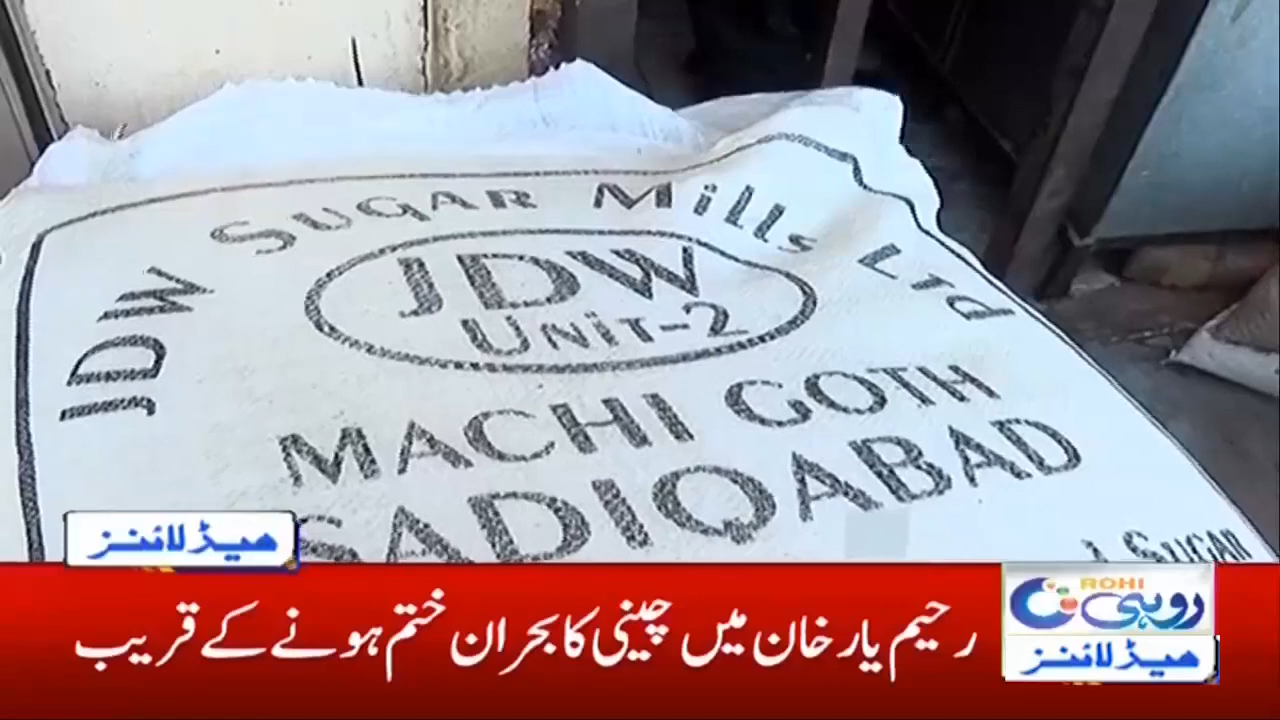 JDW SUGAR MILLS LTD
JDW
UNIT-2
MACHI GOTH
SADIQABAD
SUGAR
ہیڈ لائنز
رحیم یار خان میں چینی کا بحران ختم ہونے کے قریب
ROHI
روہی
ہیڈ لائنز